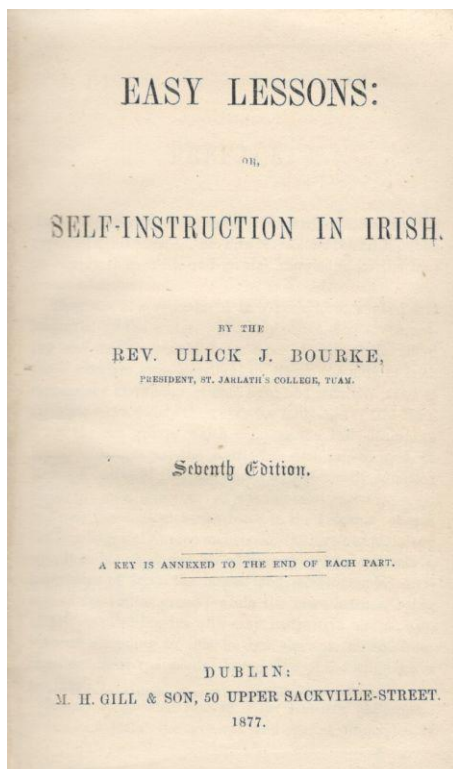 EASY LESSONS:
OR,
SELF-INSTRUCTION IN IRISH.
BY THE
REV. ULICK J. BOURKE,
PRESIDENT, ST. JARLATH'S COLLEGE, TUAM.
Seventh Edition.
A KEY IS ANNEXED TO THE END OF EACH PART.
DUBLIN:
M. H. GILL & SON, 50 UPPER SACKVILLE-STREET.
1877.